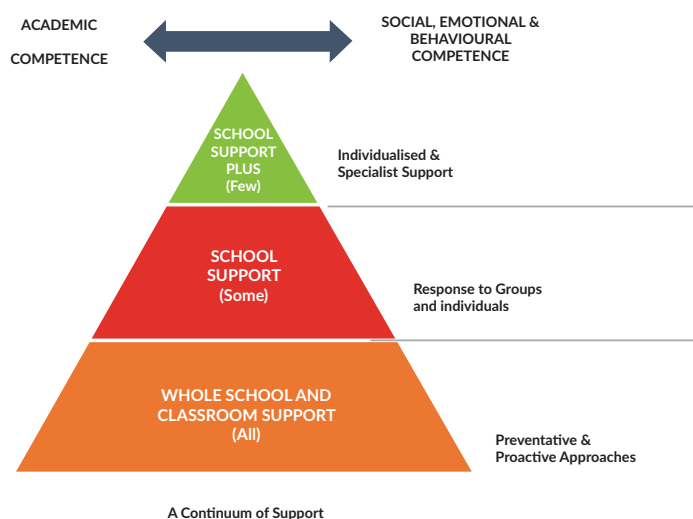 ACADEMIC
COMPETENCE
SOCIAL, EMOTIONAL &
BEHAVIOURAL
COMPETENCE
SCHOOL
SUPPORT
PLUS
(Few)
Individualised &
Specialist Support
SCHOOL
SUPPORT
(Some)
Response to Groups
and individuals
WHOLE SCHOOL AND
CLASSROOM SUPPORT
(All)
Preventative &
Proactive Approaches
A Continuum of Support